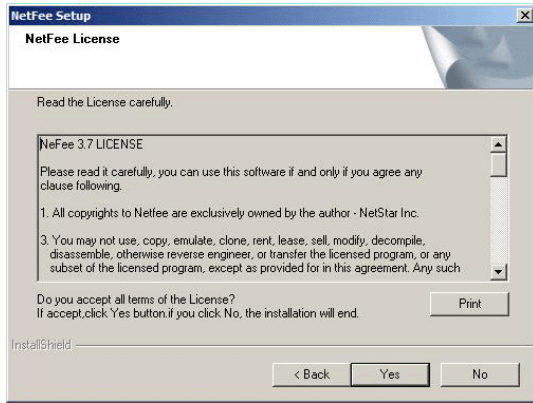 NetFee Setup
NetFee License
Read the License carefully.
NeFee 3.7 LICENSE
Please read it carefully, you can use this software if and only if you agree any
clause following.
1. All copyrights to Netfee are exclusively owned by the author - NetStar Inc.
3. You may not use, copy, emulate, clone, rent, lease, sell, modify, decompile,
disassemble, otherwise reverse engineer, or transfer the licensed program, or any
subset of the licensed program, except as provided for in this agreement. Any such
Do you accept all terms of the License?
If accept,click Yes button.if you click No, the installation will end.
Print
InstallShield
< Back
Yes
No